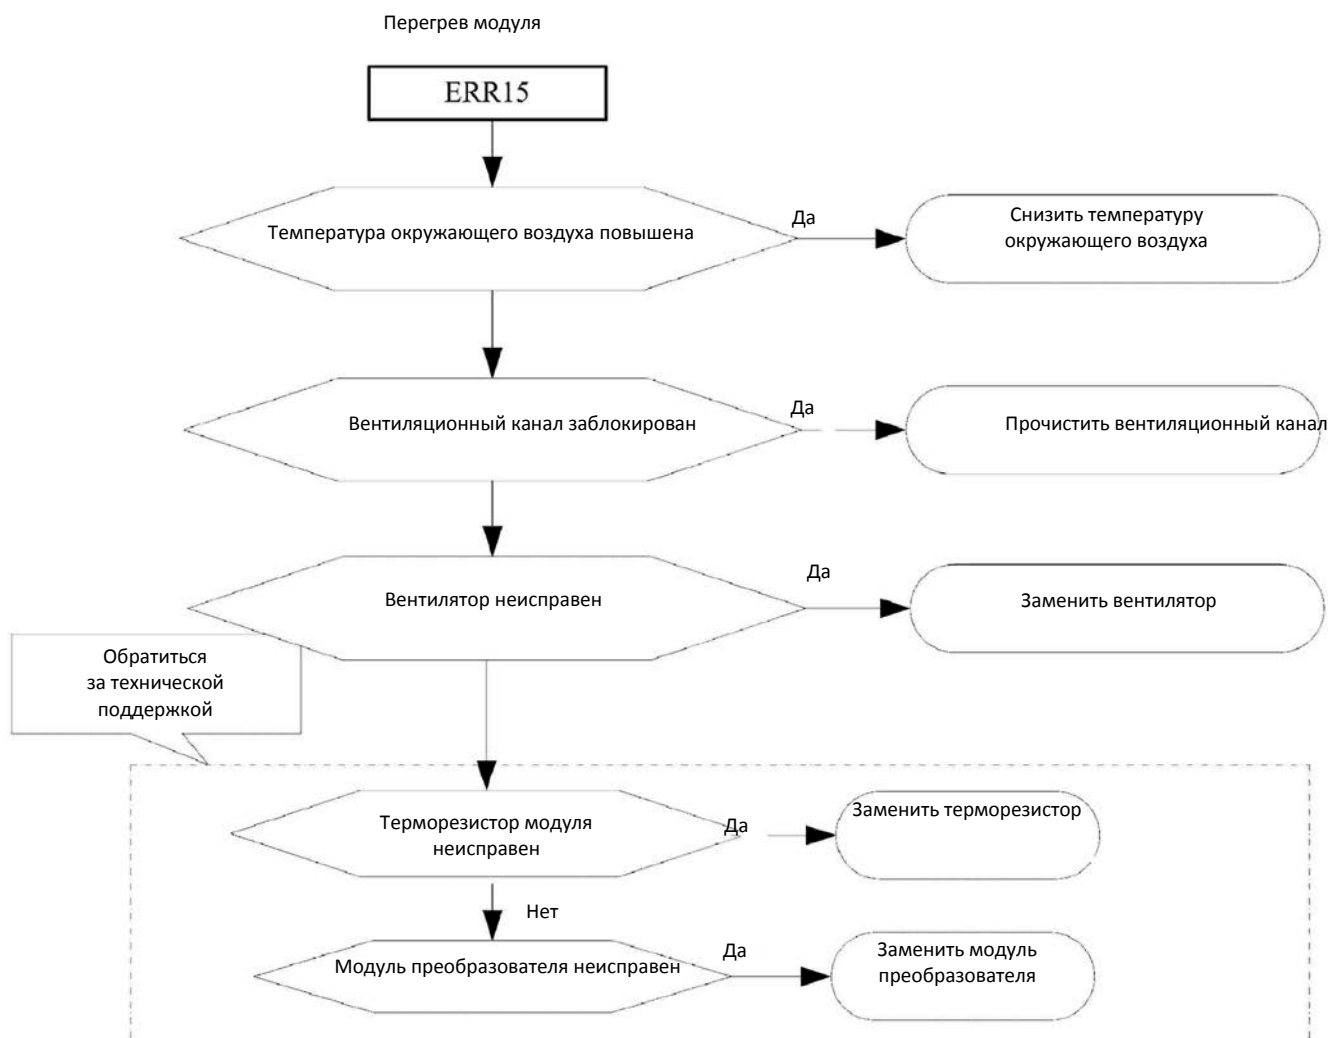 Перегрев модуля
ERR15
Температура окружающего воздуха повышена
Да
Снизить температуру
окружающего воздуха
Вентиляционный канал заблокирован
Да
Прочистить вентиляционный канал
Вентилятор неисправен
Да
Заменить вентилятор
Обратиться
за технической
поддержкой
Терморезистор модуля
неисправен
Да
Заменить терморезистор
Нет
Модуль преобразователя неисправен
Да
Заменить модуль
преобразователя